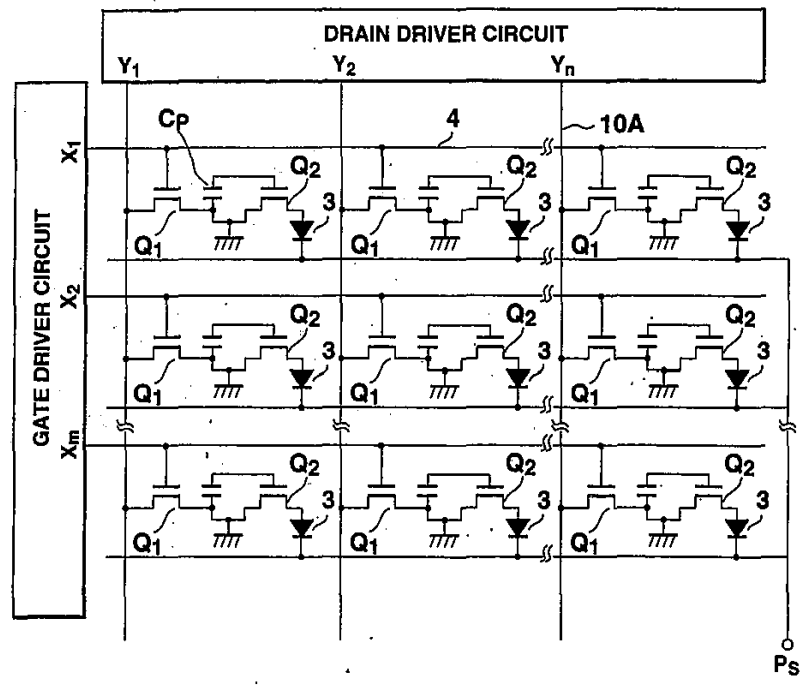 DRAIN DRIVER CIRCUIT
Y1 Y2 Yn
GATE DRIVER CIRCUIT
X1 CP 4 10A
Q2 3 Q2 3 Q2 3
Q1 Q1 Q1
X2
Q2 3 Q2 3 Q2 3
Q1 Q1 Q1
Xm
Q2 3 Q2 3 Q2 3
Q1 Q1 Q1
PS